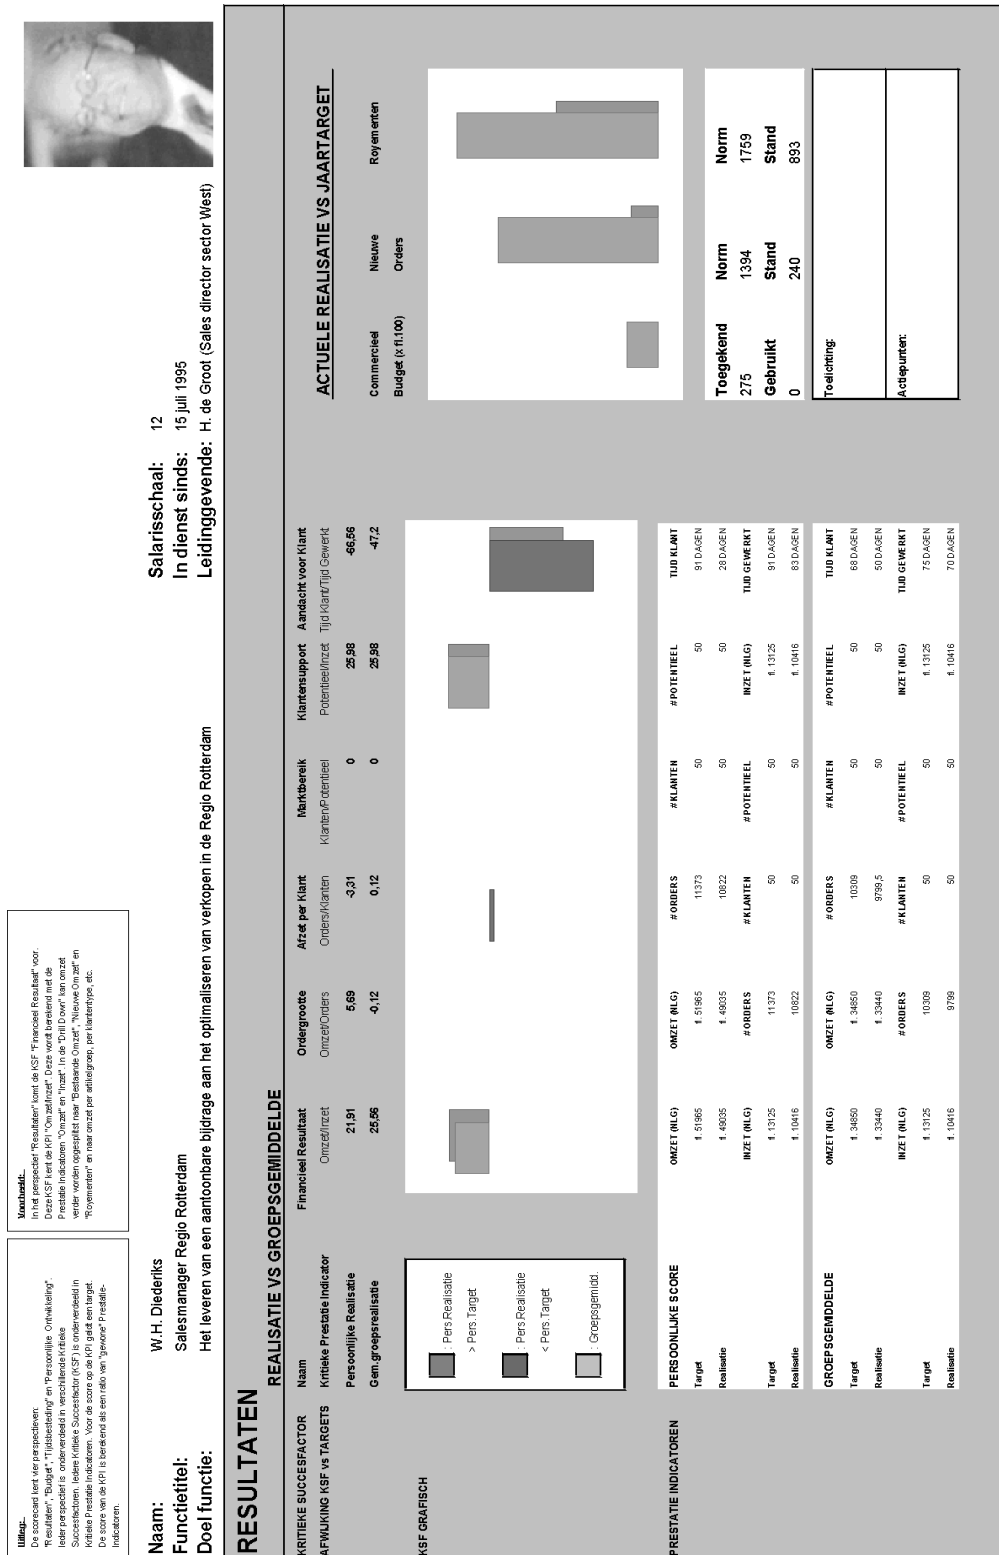 Uitleg:
De scorecard kent vier perspectieven:
"Resultaten", "Budget", "Tijdsbesteding" en "Persoonlijke Ontwikkeling".
Ieder perspectief is onderverdeeld in verschillende Kritieke
Succesfactoren. Iedere Kritieke Succesfactor (KSF) is onderverdeeld in
Kritieke Prestatie Indicatoren. Voor de score op de KPI geldt een target.
De score van de KPI is berekend als een ratio van "gewone" Prestatie-
Indicatoren.
Voorbeeld:
In het perspectief "Resultaten" komt de KSF "Financieel Resultaat" voor.
Deze KSF kent de KPI "Omzet/Inzet". Deze wordt berekend met de
Prestatie Indicatoren "Omzet" en "Inzet". In de "Drill Down" kan omzet
verder worden opgesplitst naar "Bestaande Omzet", "Nieuwe Omzet" en
"Royementen" en naar omzet per artikelgroep, per klantentype, etc.
Naam: W.H. Diederiks Salarisschaal: 12
Functietitel: Salesmanager Regio Rotterdam In dienst sinds: 15 juli 1995
Doel functie: Het leveren van een aantoonbare bijdrage aan het optimaliseren van verkopen in de Regio Rotterdam Leidinggevende: H. de Groot (Sales director sector West)
RESULTATEN
REALISATIE VS GROEPSGEMIDDELDE
KRITIEKE SUCCESFACTOR Naam Financieel Resultaat Ordergrootte Afzet per Klant Marktbereik Klantensupport Aandacht voor Klant
AFWIJKING KSF vs TARGETS Kritieke Prestatie Indicator Omzet/Inzet Omzet/Orders Orders/Klanten Klanten/Potentieel Potentieel/Inzet Tijd Klant/Tijd Gewerkt
Persoonlijke Realisatie 21,91 5,69 -3,31 0 25,98 -66,56
Gem.groepsrealisatie 25,56 -0,12 0,12 0 25,98 -47,2
KSF GRAFISCH
: Pers.Realisatie
> Pers.Target
: Pers.Realisatie
< Pers.Target
: Groepsgemidd.
PRESTATIE INDICATOREN PERSOONLIJKE SCORE OMZET (NLG) OMZET (NLG) # ORDERS # KLANTEN # POTENTIEEL TIJD KLANT
Target fl. 51965 fl. 51965 11373 50 50 91 DAGEN
Realisatie fl. 49035 fl. 49035 10822 50 50 28 DAGEN
INZET (NLG) # ORDERS # KLANTEN # POTENTIEEL INZET (NLG) TIJD GEWERKT
Target fl. 13125 11373 50 50 fl. 13125 91 DAGEN
Realisatie fl. 10416 10822 50 50 fl. 10416 83 DAGEN
GROEPSGEMIDDELDE OMZET (NLG) OMZET (NLG) # ORDERS # KLANTEN # POTENTIEEL TIJD KLANT
Target fl. 34850 fl. 34850 10309 50 50 68 DAGEN
Realisatie fl. 33440 fl. 33440 9799,5 50 50 50 DAGEN
INZET (NLG) # ORDERS # KLANTEN # POTENTIEEL INZET (NLG) TIJD GEWERKT
Target fl. 13125 10309 50 50 fl. 13125 75 DAGEN
Realisatie fl. 10416 9799 50 50 fl. 10416 70 DAGEN
ACTUELE REALISATIE VS JAARTARGET
Commercieel Nieuwe Royementen
Budget (x fl.100) Orders
Toegekend Norm Norm
275 1394 1759
Gebruikt Stand Stand
0 240 893
Toelichting:
Actiepunten: